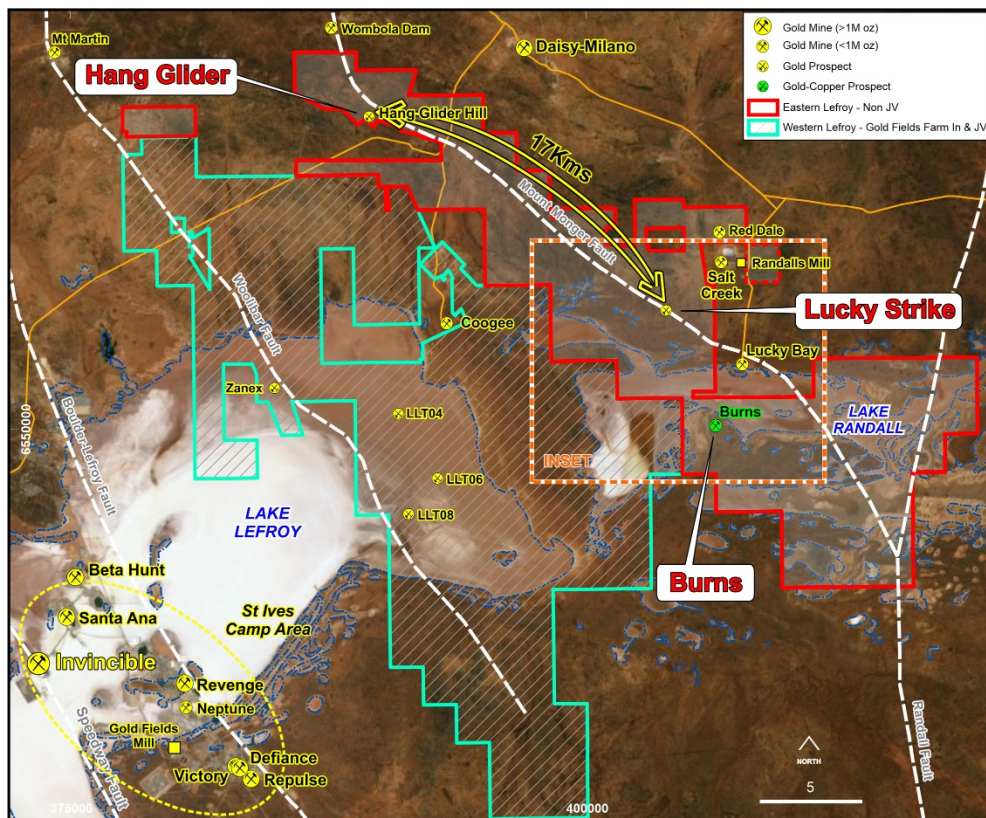 Mt Martin
Wombola Dam
Daisy-Milano
Gold Mine (>1M oz)
Gold Mine (<1M oz)
Gold Prospect
Gold-Copper Prospect
Eastern Lefroy - Non JV
Western Lefroy - Gold Fields Farm In & JV
Hang Glider
Hang Glider Hill
17Kms
Mount Monger Fault
Red Dale
Randalls Mill
Salt
Creek
Lucky Strike
Woolibar Fault
Coogee
Lucky Bay
Zanex
LLT04
Burns
LAKE
RANDALL
6550000
Boulder-Lefroy Fault
INSET
LLT06
LAKE
LEFROY
LLT08
Burns
Beta Hunt
St Ives
Camp Area
Santa Ana
Invincible
Revenge
Neptune
Gold Fields
Mill
Speedway Fault
Defiance
Victory
Repulse
Randall Fault
NORTH
5
375000
400000